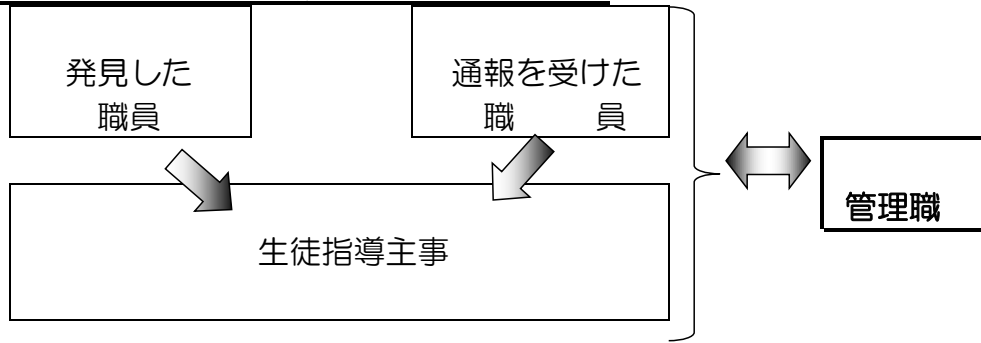 発見した
職員
通報を受けた
職　　員
管理職
生徒指導主事